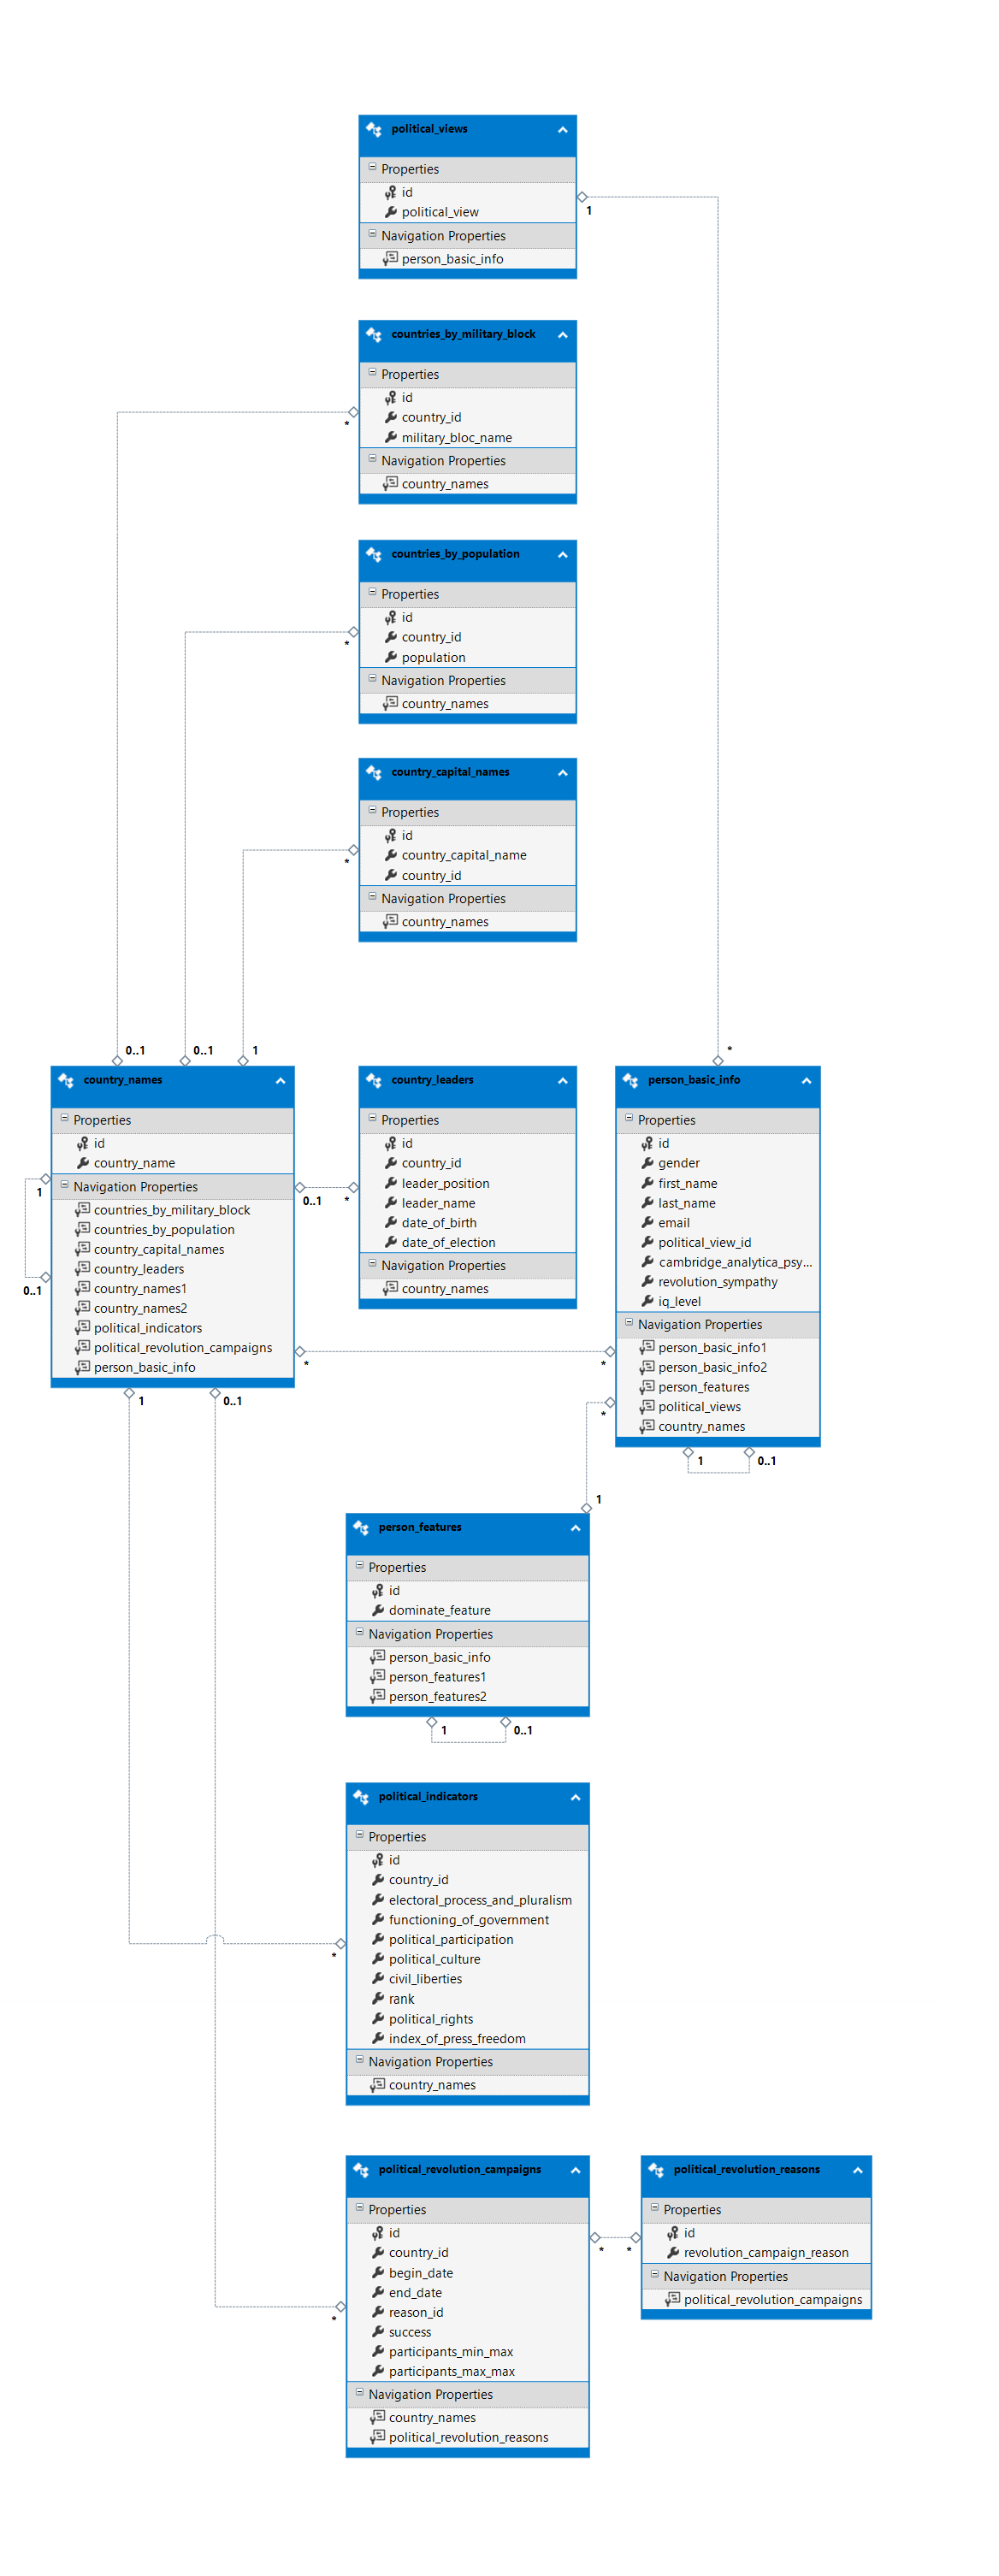 political_views
Properties
id
political_view
Navigation Properties
person_basic_info
1
countries_by_military_block
Properties
id
country_id
military_bloc_name
Navigation Properties
country_names
*
countries_by_population
Properties
id
country_id
population
Navigation Properties
country_names
*
country_capital_names
Properties
id
country_capital_name
country_id
Navigation Properties
country_names
*
0..1
0..1
1
*
country_names
Properties
id
country_name
Navigation Properties
countries_by_military_block
countries_by_population
country_capital_names
country_leaders
country_names1
country_names2
political_indicators
political_revolution_campaigns
person_basic_info
1
0..1
0..1
*
country_leaders
Properties
id
country_id
leader_position
leader_name
date_of_birth
date_of_election
Navigation Properties
country_names
person_basic_info
Properties
id
gender
first_name
last_name
email
political_view_id
cambridge_analytica_psy...
revolution_sympathy
iq_level
Navigation Properties
person_basic_info1
person_basic_info2
person_features
political_views
country_names
*
*
1
0..1
*
1
0..1
1
person_features
Properties
id
dominate_feature
Navigation Properties
person_basic_info
person_features1
person_features2
1
0..1
political_indicators
Properties
id
country_id
electoral_process_and_pluralism
functioning_of_government
political_participation
political_culture
civil_liberties
rank
political_rights
index_of_press_freedom
Navigation Properties
country_names
*
political_revolution_campaigns
Properties
id
country_id
begin_date
end_date
reason_id
success
participants_min_max
participants_max_max
Navigation Properties
country_names
political_revolution_reasons
*
*
*
political_revolution_reasons
Properties
id
revolution_campaign_reason
Navigation Properties
political_revolution_campaigns